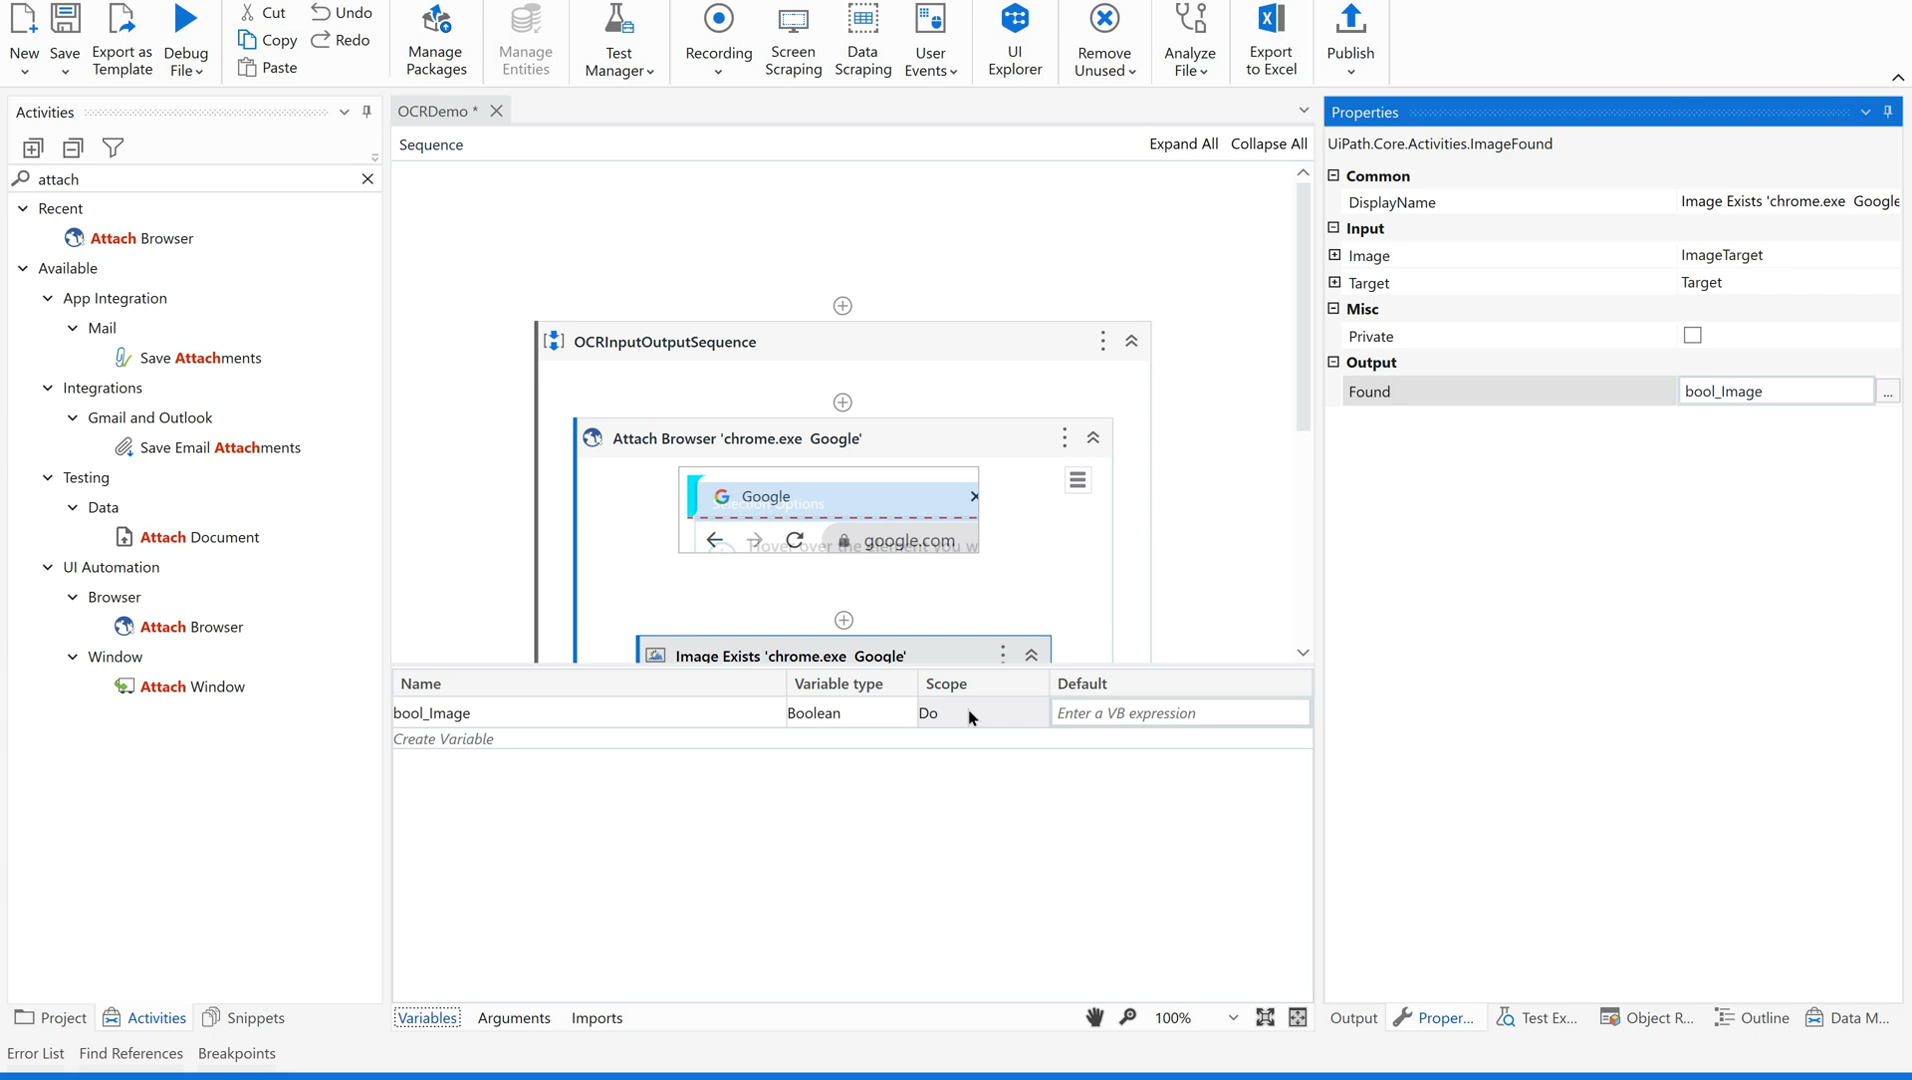 New
Save
Export as
Template
Debug
File
Cut
Copy
Paste
Undo
Redo
Manage
Packages
Manage
Entities
Test
Manager
Recording
Screen
Scraping
Data
Scraping
User
Events
UI
Explorer
Remove
Unused
Analyze
File
Export
to Excel
Publish
Activities
attach
Recent
Attach Browser
Available
App Integration
Mail
Save Attachments
Integrations
Gmail and Outlook
Save Email Attachments
Testing
Data
Attach Document
UI Automation
Browser
Attach Browser
Window
Attach Window
Project
Activities
Snippets
OCRDemo *
Sequence
Expand All
Collapse All
OCRInputOutputSequence
Attach Browser 'chrome.exe Google'
Google
Selection Options
google.com
Hover over the element you w
Image Exists 'chrome.exe Google'
Name Variable type Scope Default
bool_Image Boolean Do Enter a VB expression
Create Variable
Variables
Arguments
Imports
100%
Properties
UiPath.Core.Activities.ImageFound
Common
DisplayName Image Exists 'chrome.exe Google
Input
Image ImageTarget
Target Target
Misc
Private
Output
Found bool_Image ...
Output
Proper...
Test Ex...
Object R...
Outline
Data M...
Error List
Find References
Breakpoints